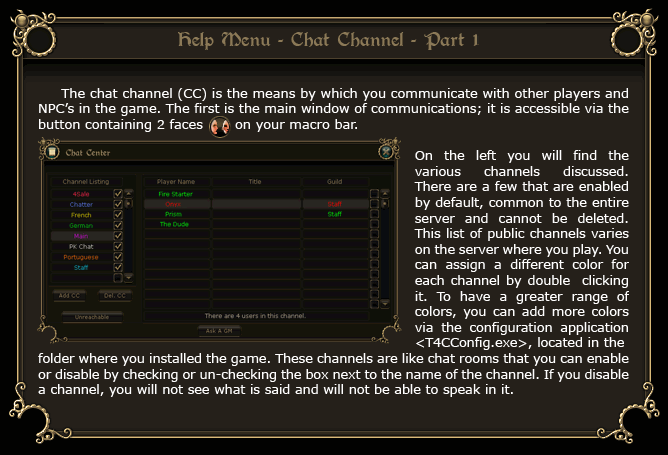 Help Menu - Chat Channel - Part 1
The chat channel (CC) is the means by which you communicate with other players and
NPC's in the game. The first is the main window of communications; it is accessible via the
button containing 2 faces on your macro bar.
Chat Center
Channel Listing
4Sale
Chatter
French
German
Main
PK Chat
Portuguese
Staff
Add CC Del. CC
Unreachable
Player Name Title Guild
Fire Starter
Staff
Prism Staff
The Dude
There are 4 users in this channel.
Ask A GM
On the left you will find the
various channels discussed.
There are a few that are enabled
by default, common to the entire
server and cannot be deleted.
This list of public channels varies
on the server where you play. You
can assign a different color for
each channel by double clicking
it. To have a greater range of
colors, you can add more colors
via the configuration application
<T4CConfig.exe>, located in the
folder where you installed the game. These channels are like chat rooms that you can enable
or disable by checking or un-checking the box next to the name of the channel. If you disable
a channel, you will not see what is said and will not be able to speak in it.